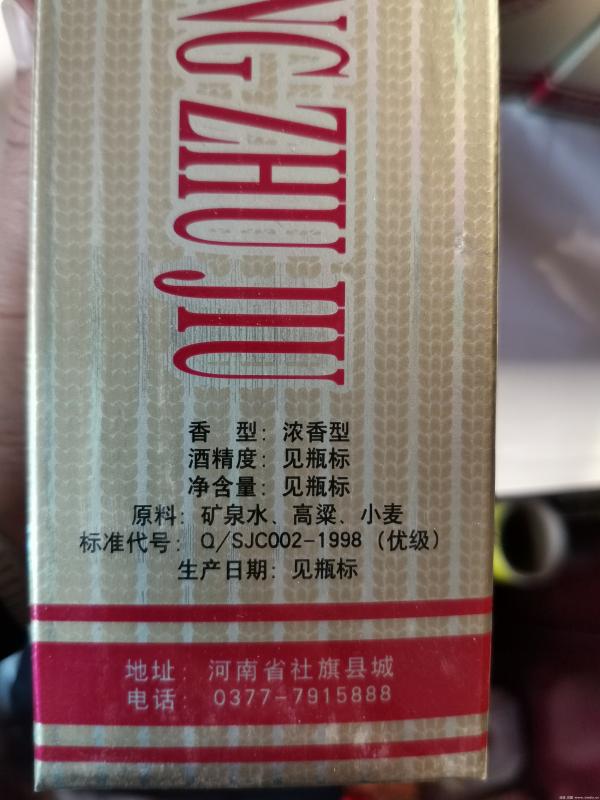 NG ZHU JIU
香 型: 浓香型
酒精度: 见瓶标
净含量: 见瓶标
原料: 矿泉水、高粱、小麦
标准代号: Q/SJC002-1998 (优级)
生产日期: 见瓶标
地址: 河南省社旗县城
电话: 0377-7915888